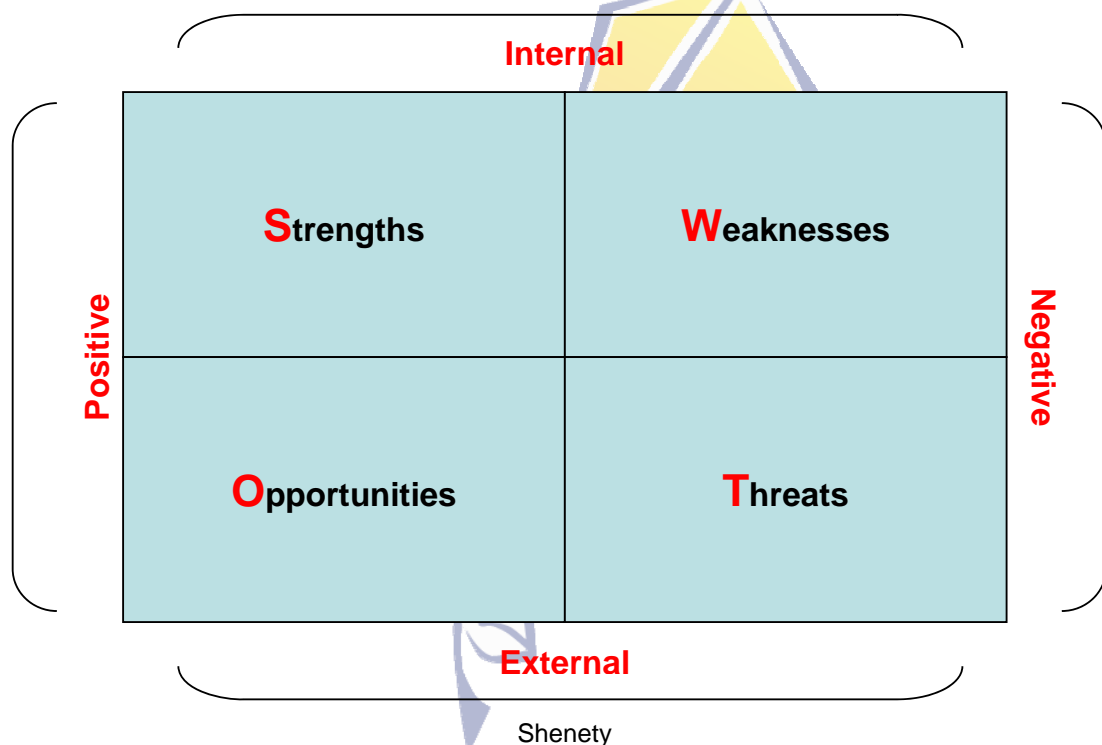 Internal
Strengths
Weaknesses
Positive
Negative
Opportunities
Threats
External
Shenety